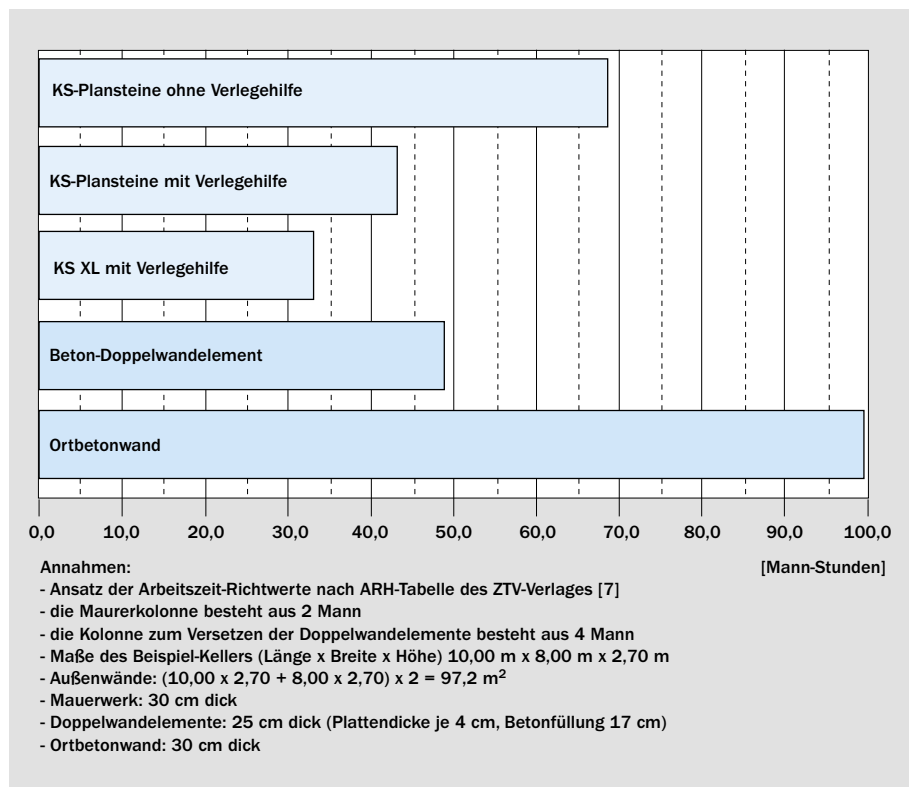 KS-Plansteine ohne Verlegehilfe
KS-Plansteine mit Verlegehilfe
KS XL mit Verlegehilfe
Beton-Doppelwandelement
Ortbetonwand
0,0 10,0 20,0 30,0 40,0 50,0 60,0 70,0 80,0 90,0 100,0
[Mann-Stunden]
Annahmen:
- Ansatz der Arbeitszeit-Richtwerte nach ARH-Tabelle des ZTV-Verlages [7]
- die Maurerkolonne besteht aus 2 Mann
- die Kolonne zum Versetzen der Doppelwandelemente besteht aus 4 Mann
- Maße des Beispiel-Kellers (Länge x Breite x Höhe) 10,00 m x 8,00 m x 2,70 m
- Außenwände: (10,00 x 2,70 + 8,00 x 2,70) x 2 = 97,2 m²
- Mauerwerk: 30 cm dick
- Doppelwandelemente: 25 cm dick (Plattendicke je 4 cm, Betonfüllung 17 cm)
- Ortbetonwand: 30 cm dick